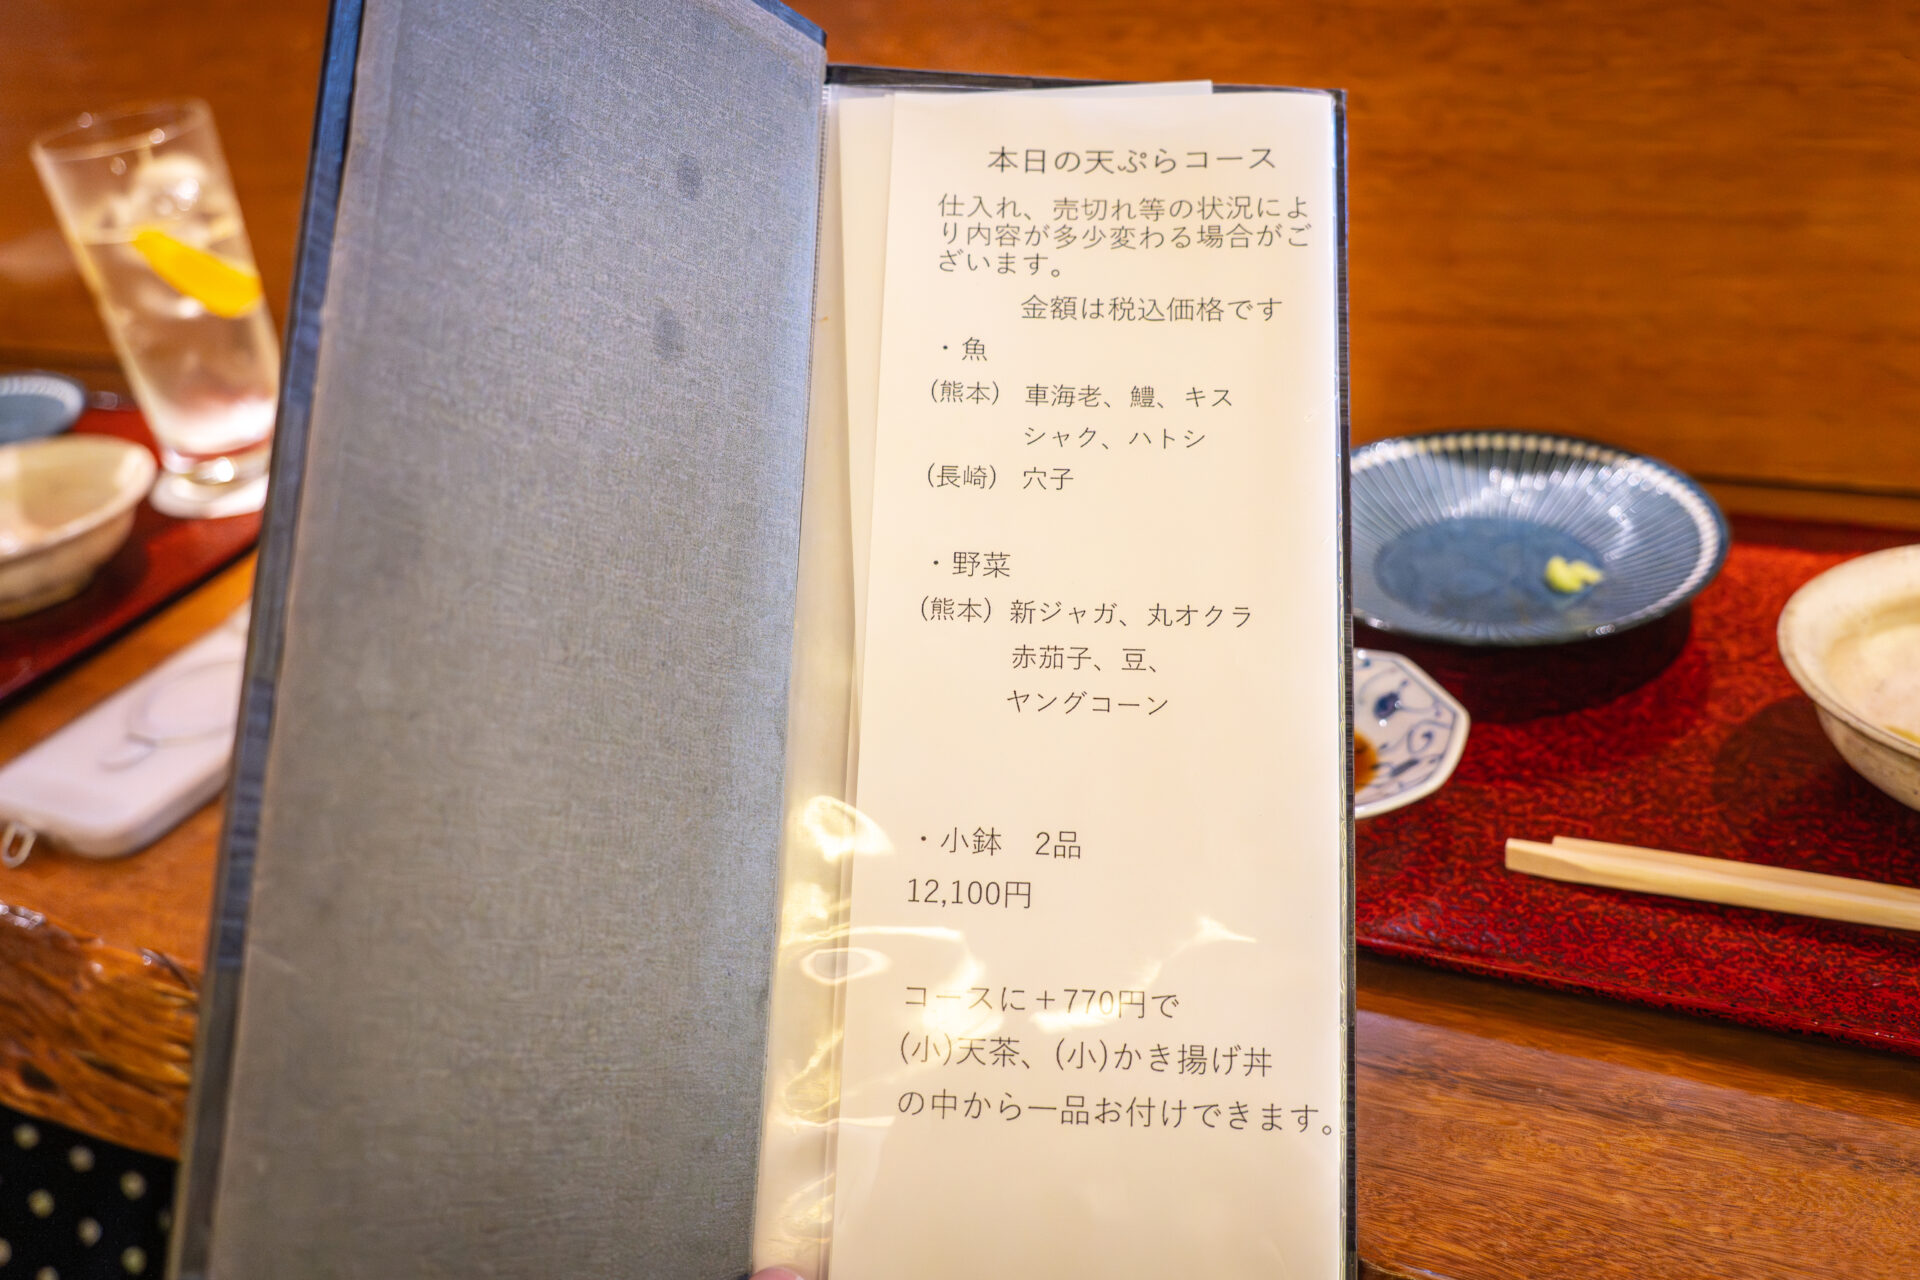 本日の天ぷらコース
仕入れ、売切れ等の状況によ
り内容が多少変わる場合がご
ざいます。
金額は税込価格です
・魚
(熊本) 車海老、鱧、キス
シャク、ハトシ
(長崎) 穴子
・野菜
(熊本) 新ジャガ、丸オクラ
赤茄子、豆、
ヤングコーン
・小鉢 2品
12,100円
コースに＋770円で
(小)天茶、(小)かき揚げ丼
の中から一品お付けできます。